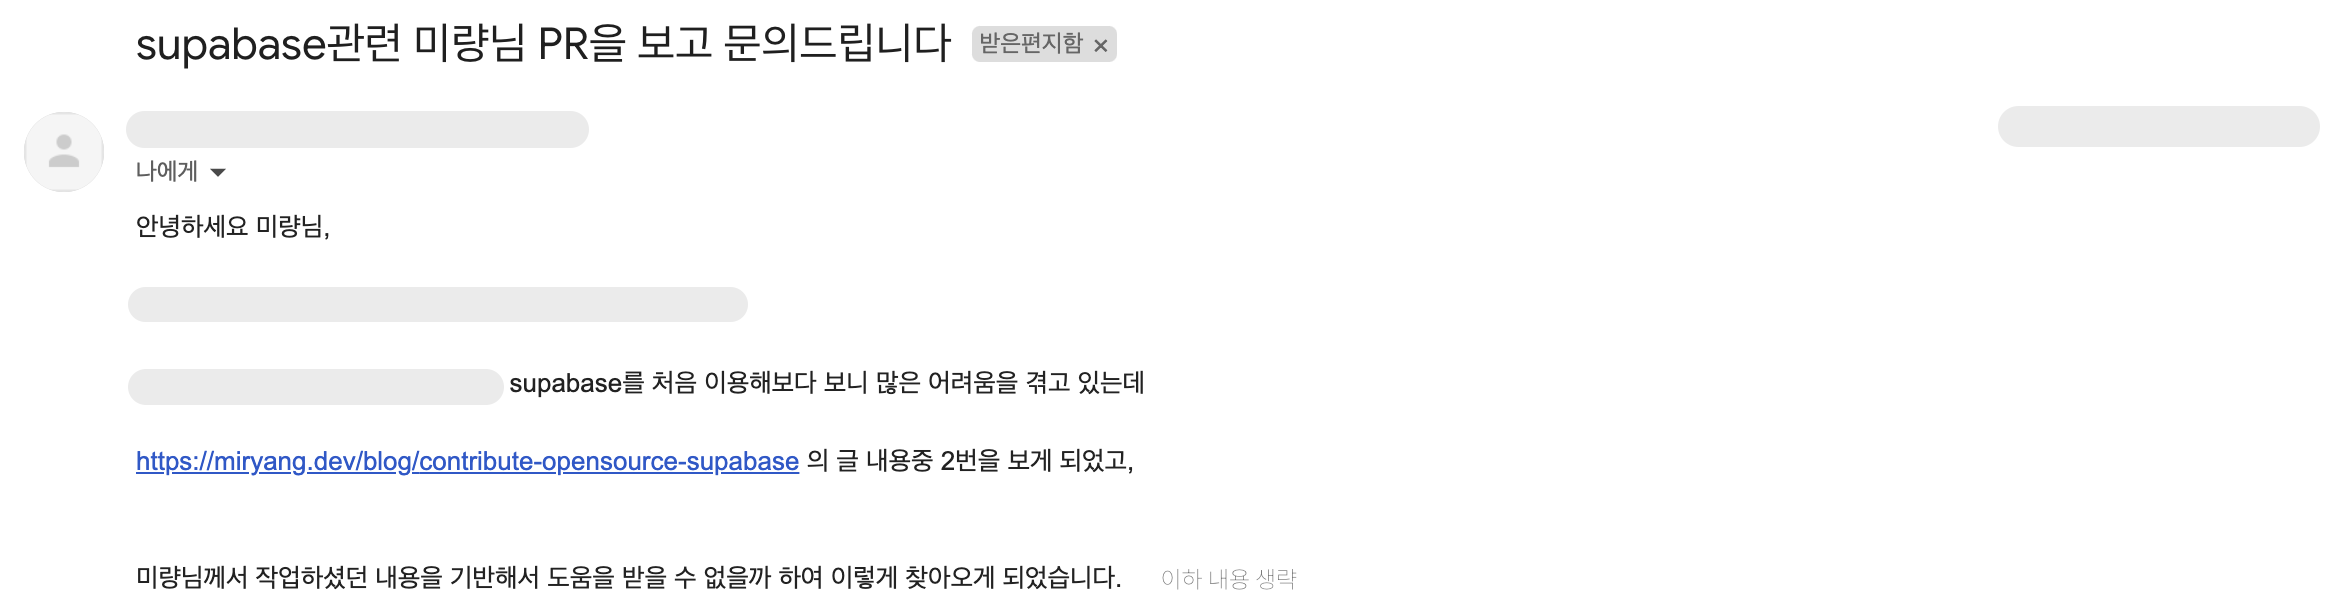 supabase관련 미량님 PR을 보고 문의드립니다 받은편지함 ×
나에게
안녕하세요 미량님,
supabase를 처음 이용해보다 보니 많은 어려움을 겪고 있는데
https://miryang.dev/blog/contribute-opensource-supabase 의 글 내용중 2번을 보게 되었고,
미량님께서 작업하셨던 내용을 기반해서 도움을 받을 수 없을까 하여 이렇게 찾아오게 되었습니다. 이하 내용 생략